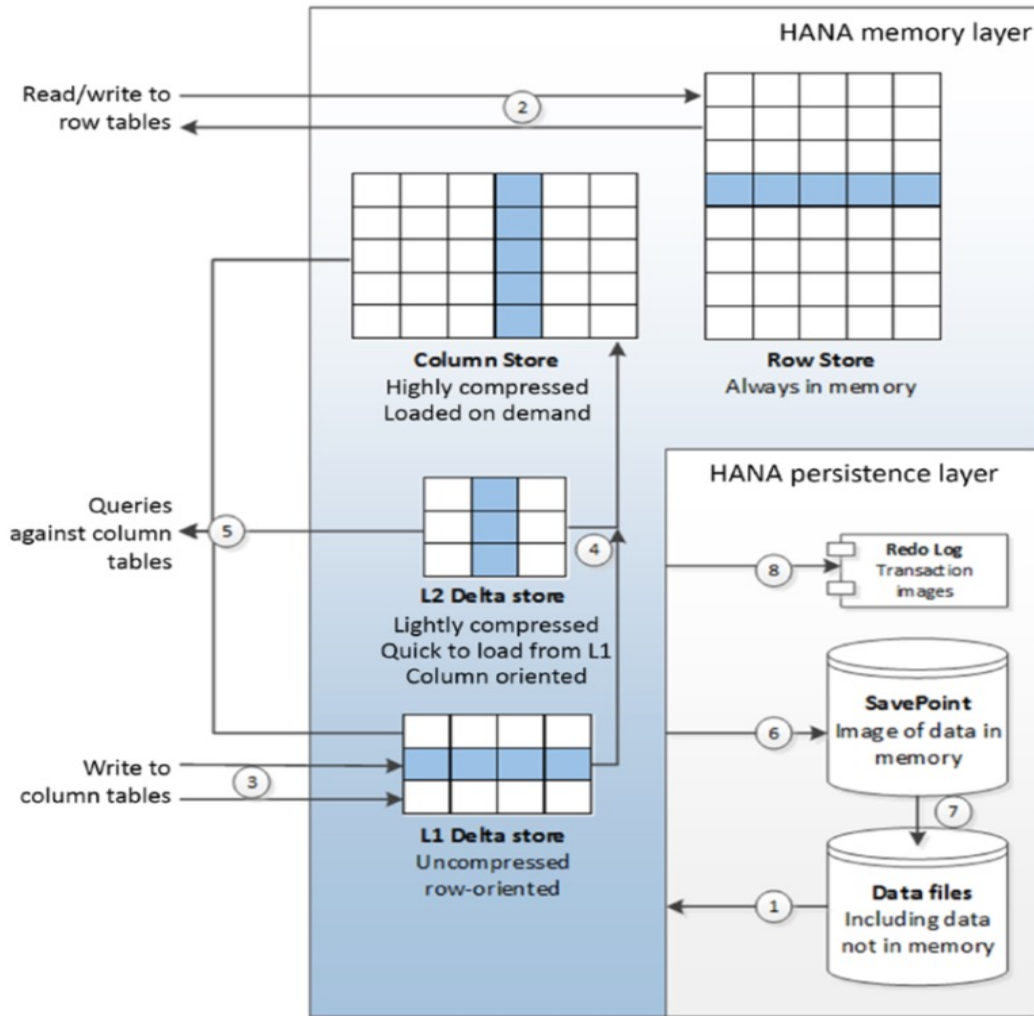 HANA memory layer
Read/write to
row tables
2
Column Store
Highly compressed
Loaded on demand
Row Store
Always in memory
Queries
against column
tables
5
4
L2 Delta store
Lightly compressed
Quick to load from L1
Column oriented
Write to
column tables
3
L1 Delta store
Uncompressed
row-oriented
HANA persistence layer
8
Redo Log
Transaction
images
6
SavePoint
Image of data in
memory
7
1
Data files
Including data
not in memory